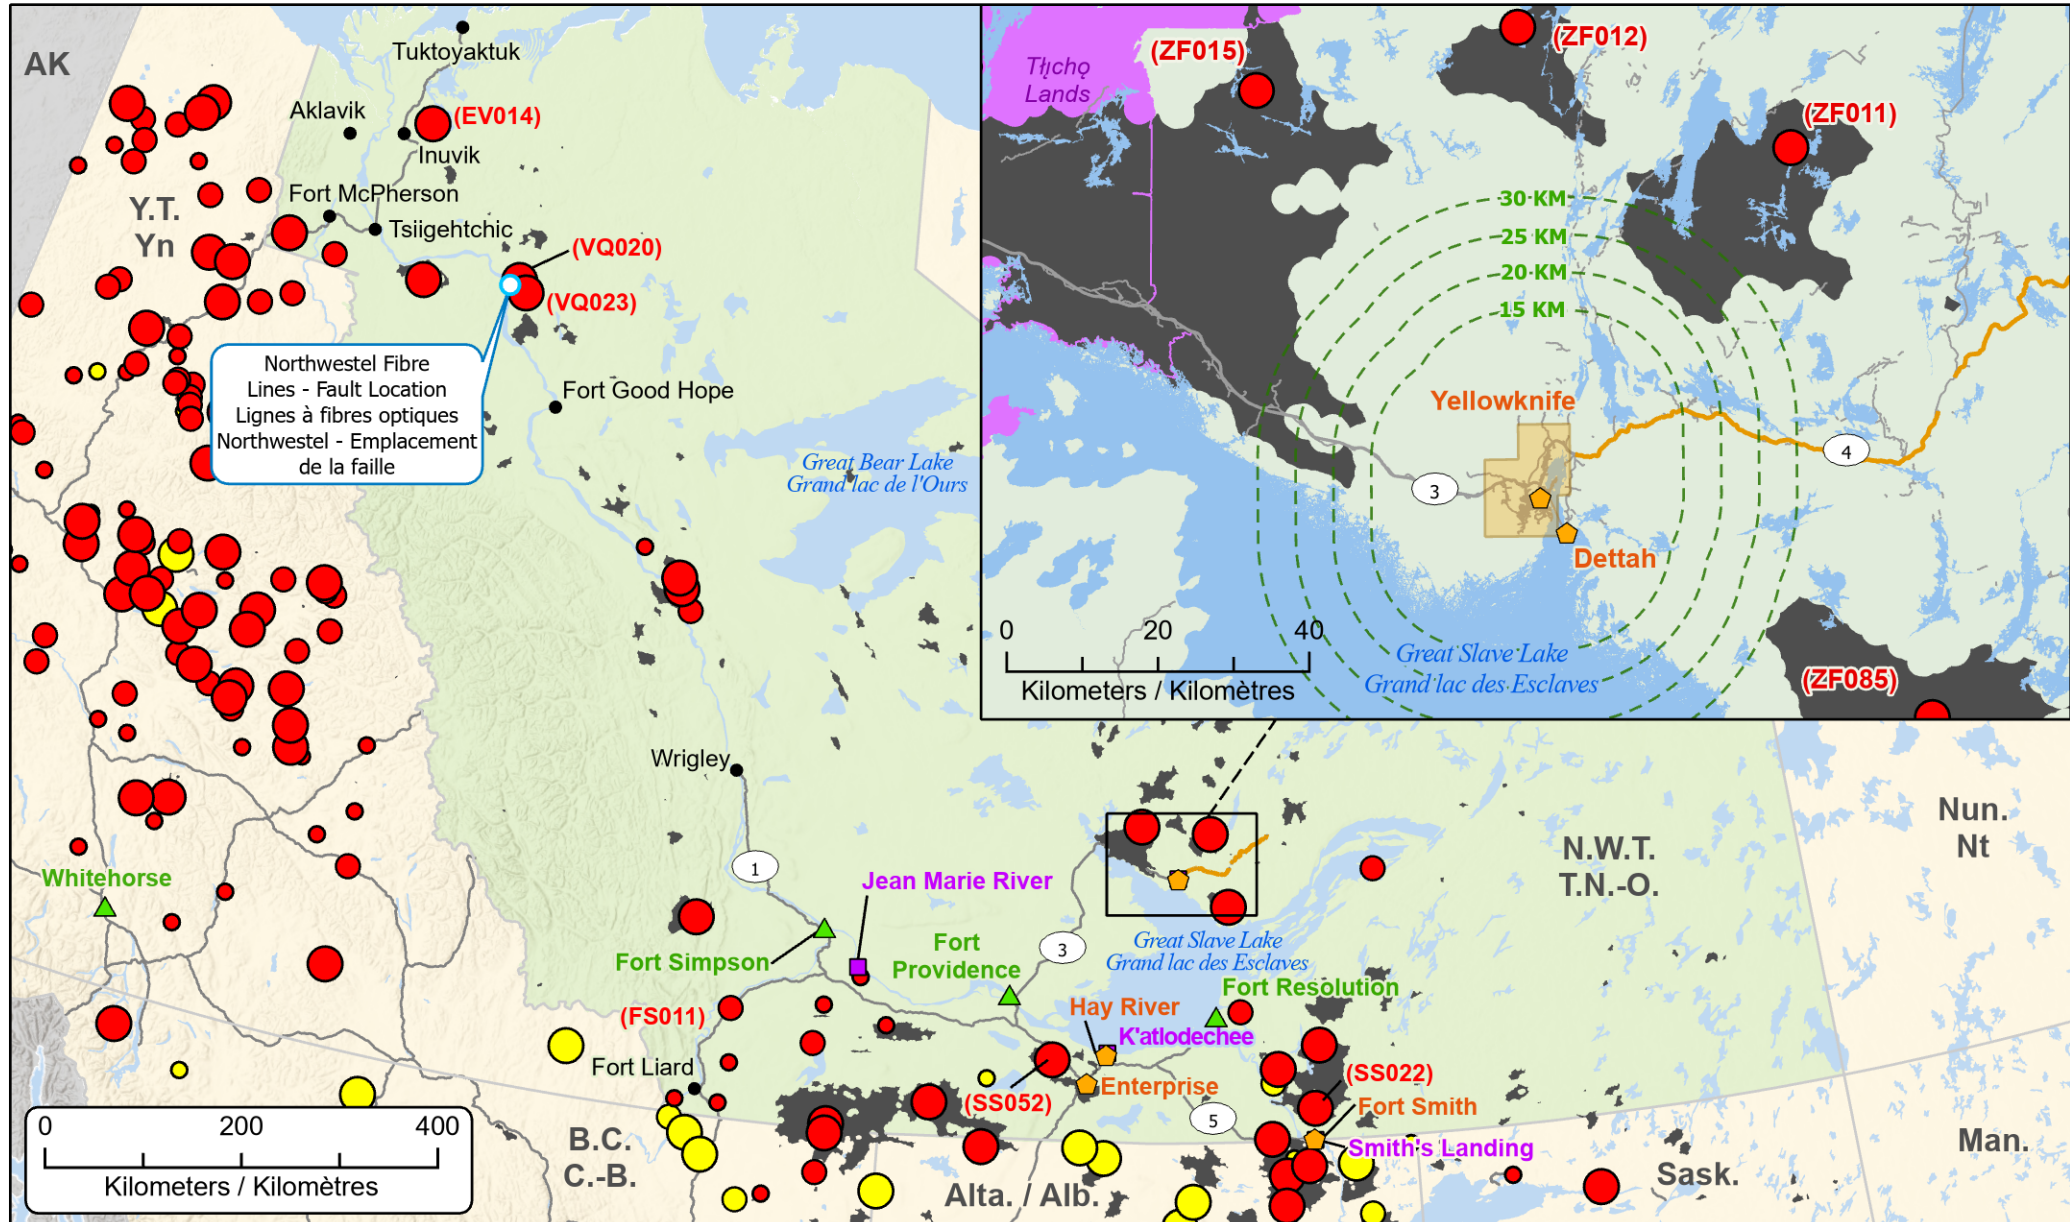 AK
Tuktoyaktuk
Aklavik
(EV014)
Inuvik
Y.T.
Yn
Fort McPherson
Tsiigehtchic
(VQ020)
(VQ023)
Northwestel Fibre
Lines - Fault Location
Lignes à fibres optiques
Northwestel - Emplacement
de la faille
Fort Good Hope
Great Bear Lake
Grand lac de l'Ours
Wrigley
Whitehorse
1
Jean Marie River
Fort Simpson
Fort
Providence
3
Great Slave Lake
Grand lac des Esclaves
N.W.T.
T.N.-O.
Nun.
Nt
(FS011)
Hay River
Fort Resolution
K'atlodechee
Fort Liard
Enterprise
(SS052)
(SS022)
Fort Smith
5
Smith's Landing
B.C.
C.-B.
Alta. / Alb.
Sask.
Man.
0 200 400
Kilometers / Kilomètres
Tłı̨chǫ
Lands
(ZF015)
(ZF012)
(ZF011)
30 KM
25 KM
20 KM
15 KM
Yellowknife
4
3
Dettah
0 20 40
Kilometers / Kilomètres
Great Slave Lake
Grand lac des Esclaves
(ZF085)